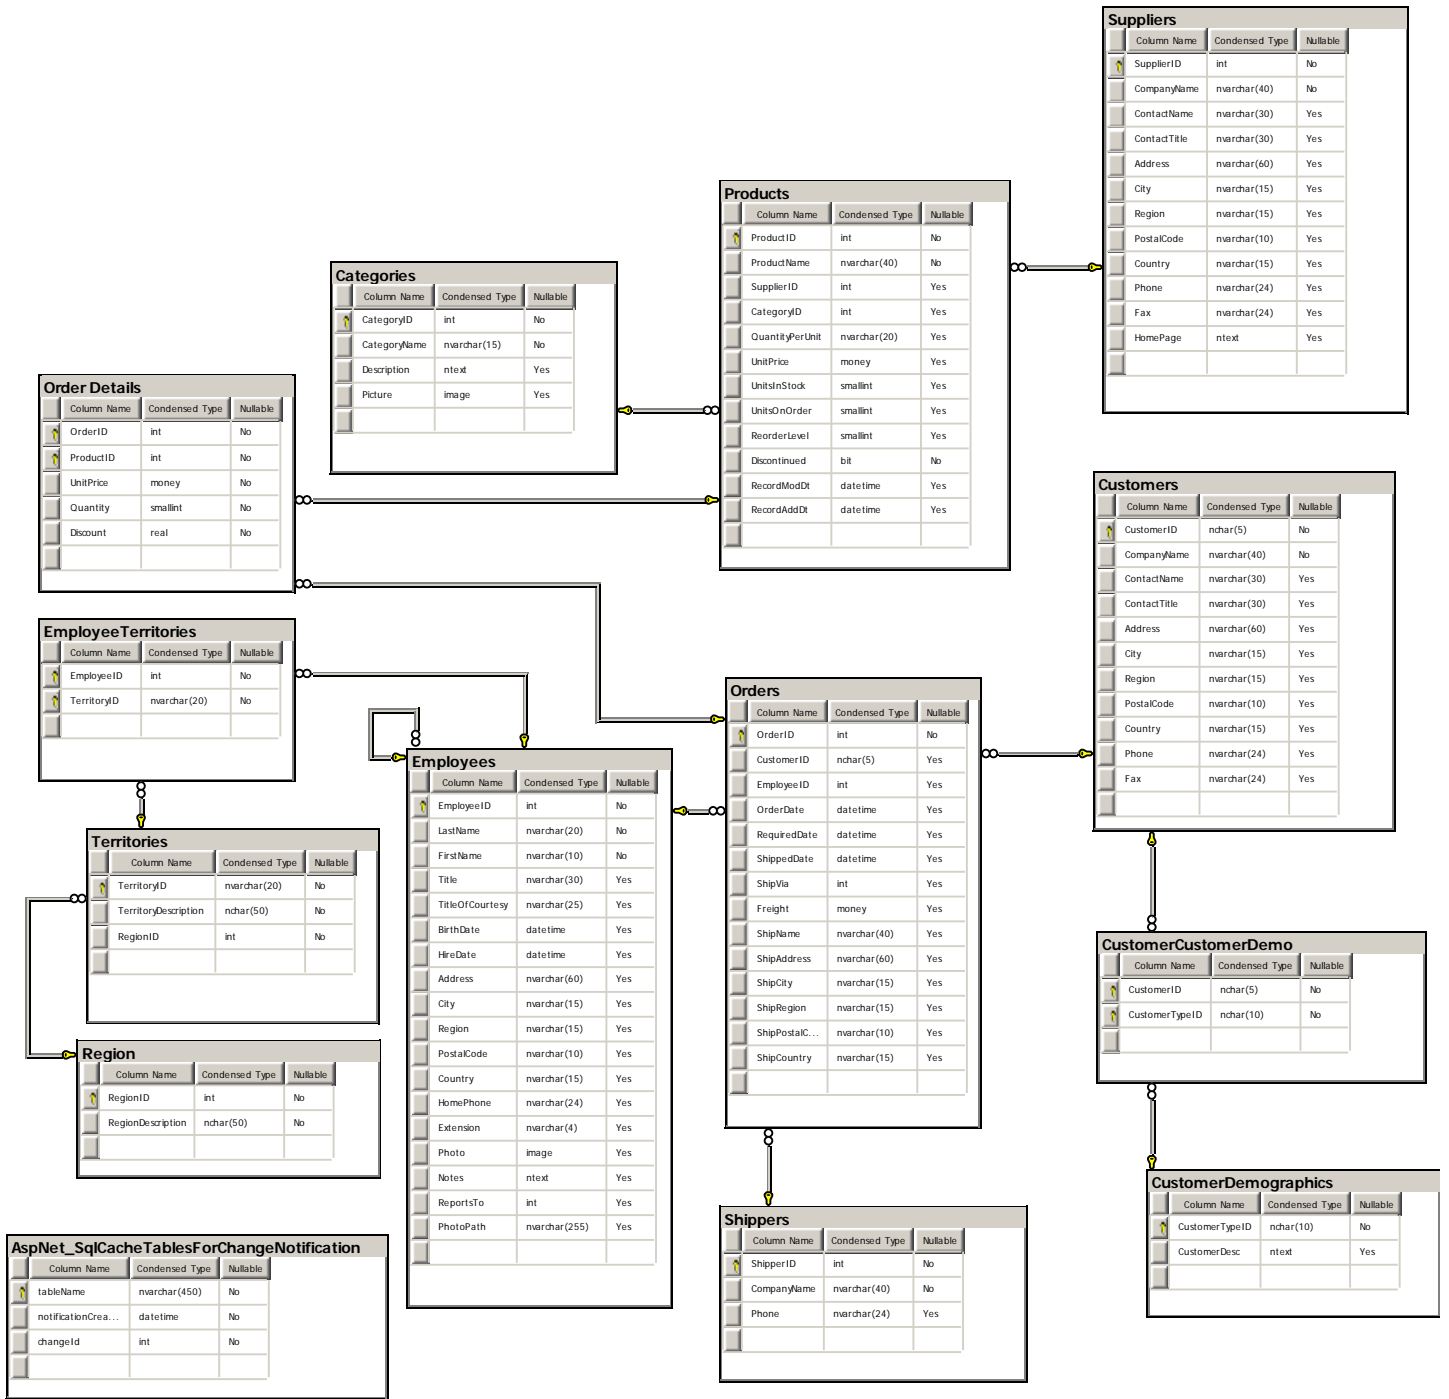 Suppliers
Column Name Condensed Type Nullable
SupplierID int No
CompanyName nvarchar(40) No
ContactName nvarchar(30) Yes
ContactTitle nvarchar(30) Yes
Address nvarchar(60) Yes
City nvarchar(15) Yes
Region nvarchar(15) Yes
PostalCode nvarchar(10) Yes
Country nvarchar(15) Yes
Phone nvarchar(24) Yes
Fax nvarchar(24) Yes
HomePage ntext Yes
Products
Column Name Condensed Type Nullable
ProductID int No
ProductName nvarchar(40) No
SupplierID int Yes
CategoryID int Yes
QuantityPerUnit nvarchar(20) Yes
UnitPrice money Yes
UnitsInStock smallint Yes
UnitsOnOrder smallint Yes
ReorderLevel smallint Yes
Discontinued bit No
RecordModDt datetime Yes
RecordAddDt datetime Yes
Categories
Column Name Condensed Type Nullable
CategoryID int No
CategoryName nvarchar(15) No
Description ntext Yes
Picture image Yes
Order Details
Column Name Condensed Type Nullable
OrderID int No
ProductID int No
UnitPrice money No
Quantity smallint No
Discount real No
Customers
Column Name Condensed Type Nullable
CustomerID nchar(5) No
CompanyName nvarchar(40) No
ContactName nvarchar(30) Yes
ContactTitle nvarchar(30) Yes
Address nvarchar(60) Yes
City nvarchar(15) Yes
Region nvarchar(15) Yes
PostalCode nvarchar(10) Yes
Country nvarchar(15) Yes
Phone nvarchar(24) Yes
Fax nvarchar(24) Yes
EmployeeTerritories
Column Name Condensed Type Nullable
EmployeeID int No
TerritoryID nvarchar(20) No
Orders
Column Name Condensed Type Nullable
OrderID int No
CustomerID nchar(5) Yes
EmployeeID int Yes
OrderDate datetime Yes
RequiredDate datetime Yes
ShippedDate datetime Yes
ShipVia int Yes
Freight money Yes
ShipName nvarchar(40) Yes
ShipAddress nvarchar(60) Yes
ShipCity nvarchar(15) Yes
ShipRegion nvarchar(15) Yes
ShipPostalC... nvarchar(10) Yes
ShipCountry nvarchar(15) Yes
Employees
Column Name Condensed Type Nullable
EmployeeID int No
LastName nvarchar(20) No
FirstName nvarchar(10) No
Title nvarchar(30) Yes
TitleOfCourtesy nvarchar(25) Yes
BirthDate datetime Yes
HireDate datetime Yes
Address nvarchar(60) Yes
City nvarchar(15) Yes
Region nvarchar(15) Yes
PostalCode nvarchar(10) Yes
Country nvarchar(15) Yes
HomePhone nvarchar(24) Yes
Extension nvarchar(4) Yes
Photo image Yes
Notes ntext Yes
ReportsTo int Yes
PhotoPath nvarchar(255) Yes
Territories
Column Name Condensed Type Nullable
TerritoryID nvarchar(20) No
TerritoryDescription nchar(50) No
RegionID int No
CustomerCustomerDemo
Column Name Condensed Type Nullable
CustomerID nchar(5) No
CustomerTypeID nchar(10) No
Region
Column Name Condensed Type Nullable
RegionID int No
RegionDescription nchar(50) No
CustomerDemographics
Column Name Condensed Type Nullable
CustomerTypeID nchar(10) No
CustomerDesc ntext Yes
Shippers
Column Name Condensed Type Nullable
ShipperID int No
CompanyName nvarchar(40) No
Phone nvarchar(24) Yes
AspNet_SqlCacheTablesForChangeNotification
Column Name Condensed Type Nullable
tableName nvarchar(450) No
notificationCrea... datetime No
changeId int No